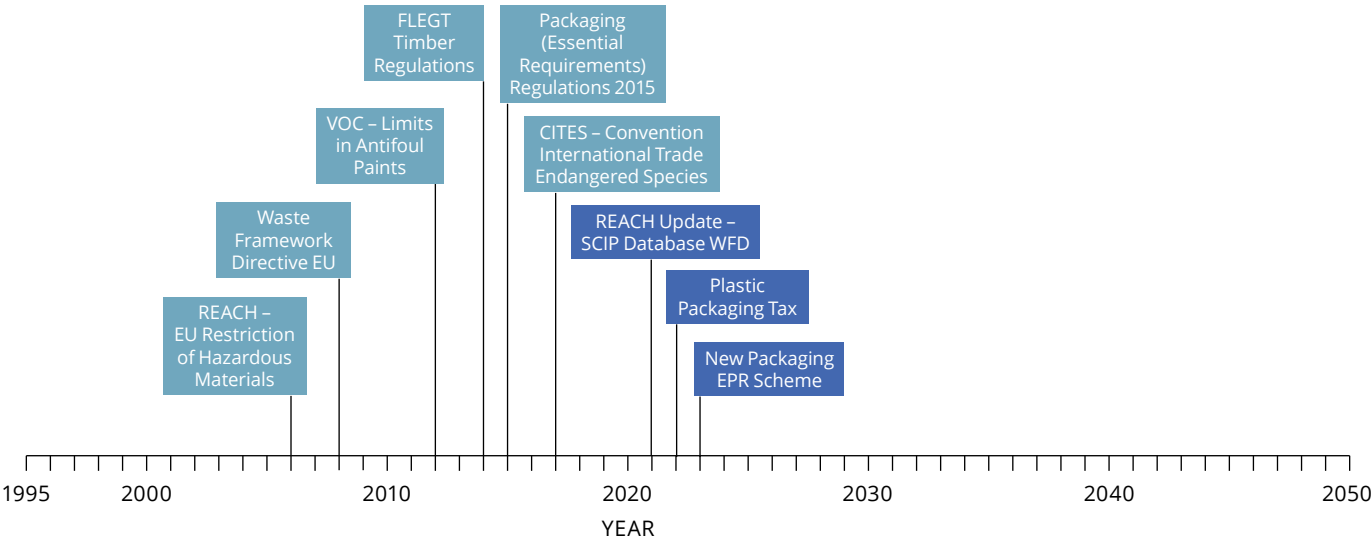 FLEGT
Timber
Regulations
Packaging
(Essential
Requirements)
Regulations 2015
VOC – Limits
in Antifoul
Paints
CITES – Convention
International Trade
Endangered Species
Waste
Framework
Directive EU
REACH Update –
SCIP Database WFD
Plastic
Packaging Tax
REACH –
EU Restriction
of Hazardous
Materials
New Packaging
EPR Scheme
1995 2000 2010 2020 2030 2040 2050
YEAR